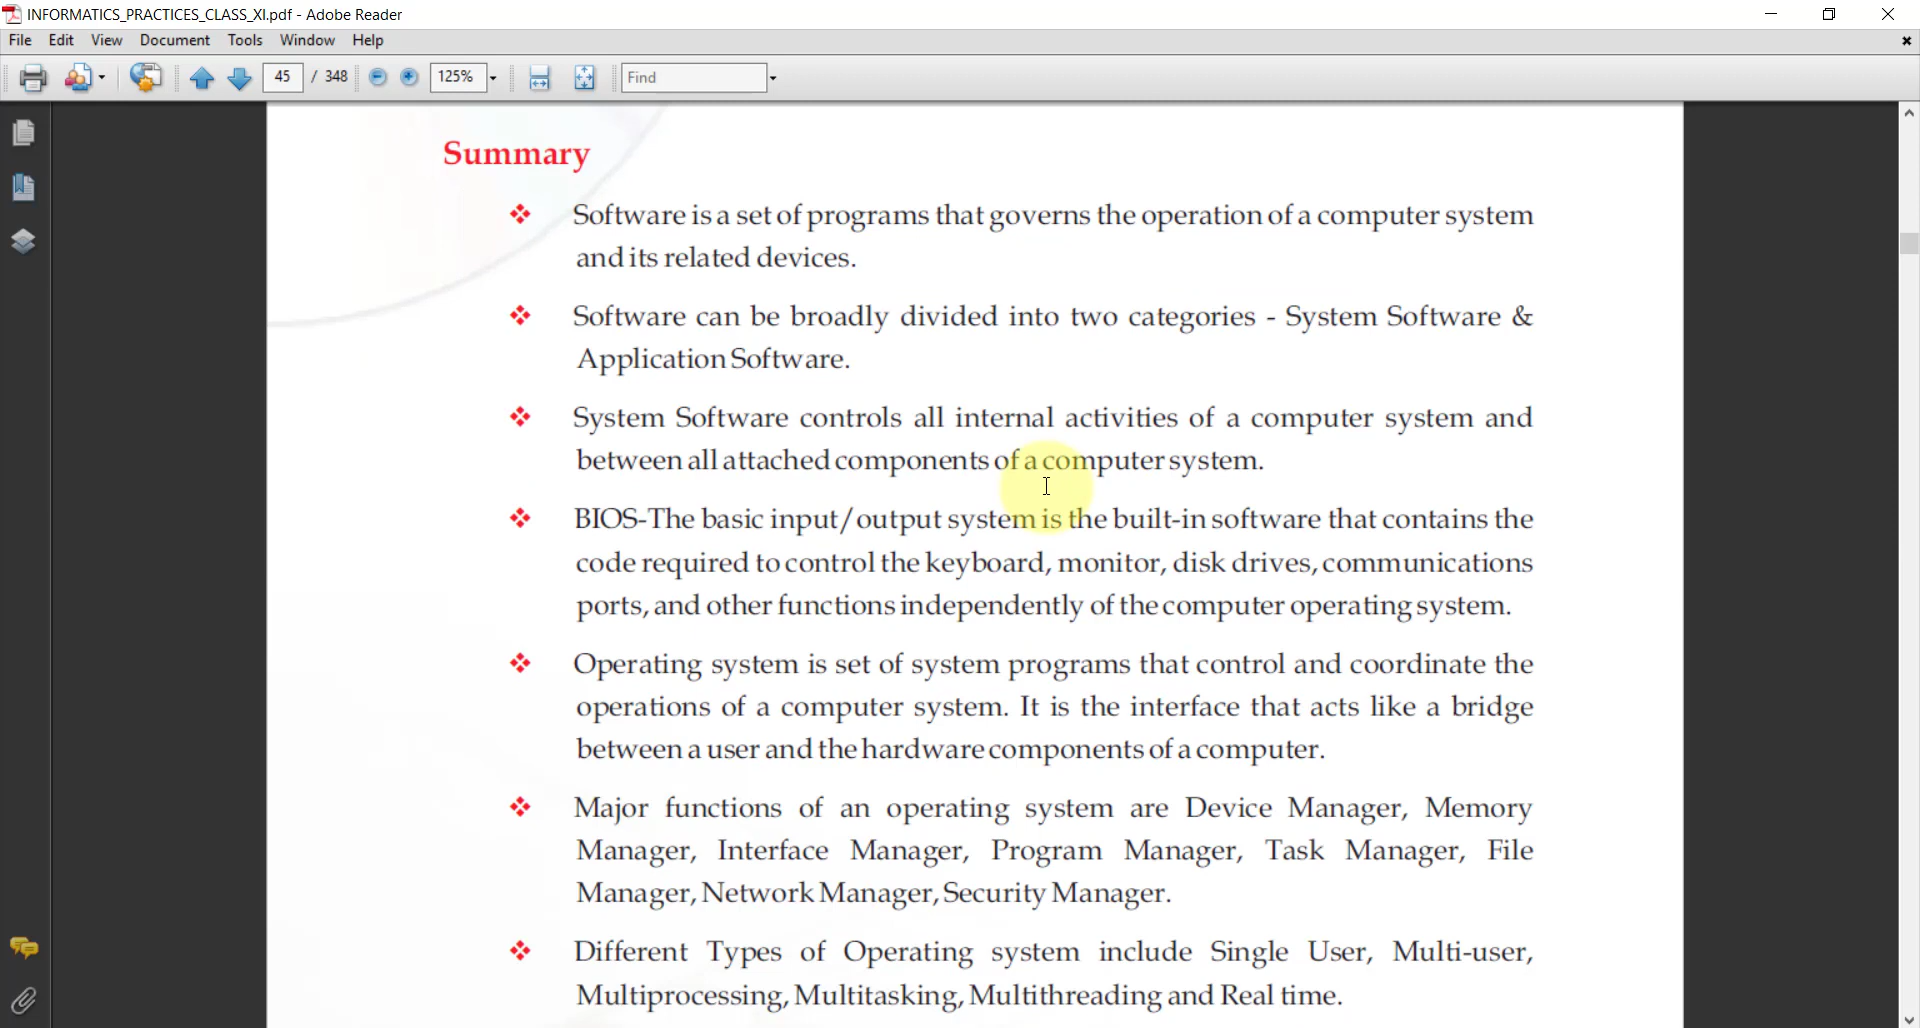 INFORMATICS_PRACTICES_CLASS_XI.pdf - Adobe Reader
File Edit View Document Tools Window Help
45 / 348 125% Find
Summary
Software is a set of programs that governs the operation of a computer system
and its related devices.
Software can be broadly divided into two categories - System Software &
Application Software.
System Software controls all internal activities of a computer system and
between all attached components of a computer system.
BIOS-The basic input/output system is the built-in software that contains the
code required to control the keyboard, monitor, disk drives, communications
ports, and other functions independently of the computer operating system.
Operating system is set of system programs that control and coordinate the
operations of a computer system. It is the interface that acts like a bridge
between a user and the hardware components of a computer.
Major functions of an operating system are Device Manager, Memory
Manager, Interface Manager, Program Manager, Task Manager, File
Manager, Network Manager, Security Manager.
Different Types of Operating system include Single User, Multi-user,
Multiprocessing, Multitasking, Multithreading and Real time.